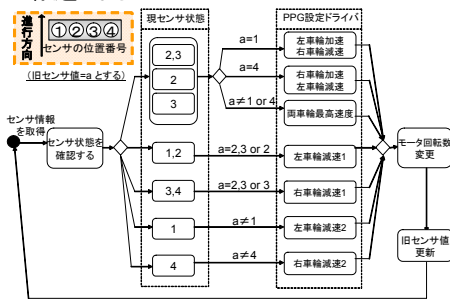 進行方向
①②③④
センサの位置番号
(旧センサ値=a とする)
現センサ状態
PPG設定ドライバ
センサ情報
を取得
センサ状態を
確認する
2,3
2
3
a=1
a=4
a≠1 or 4
左車輪加速
右車輪減速
右車輪加速
左車輪減速
両車輪最高速度
1,2
a=2,3 or 2
左車輪減速1
3,4
a=2,3 or 3
右車輪減速1
1
a≠1
左車輪減速2
4
a≠4
右車輪減速2
モータ回転数
変更
旧センサ値
更新